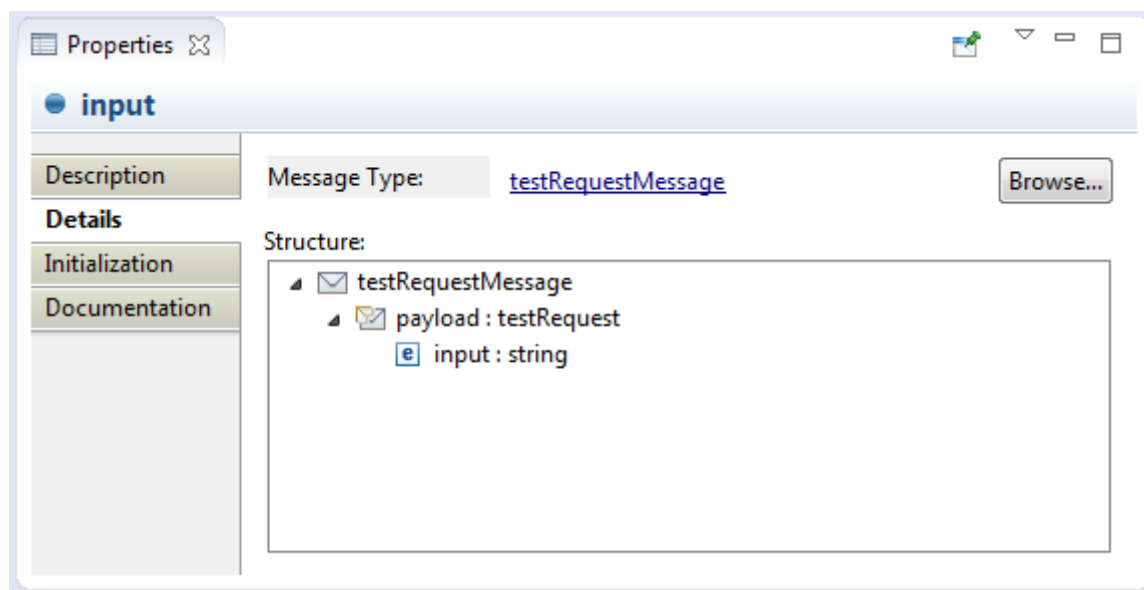 Properties
input
Description
Details
Initialization
Documentation
Message Type: testRequestMessage Browse...
Structure:
testRequestMessage
payload : testRequest
e input : string